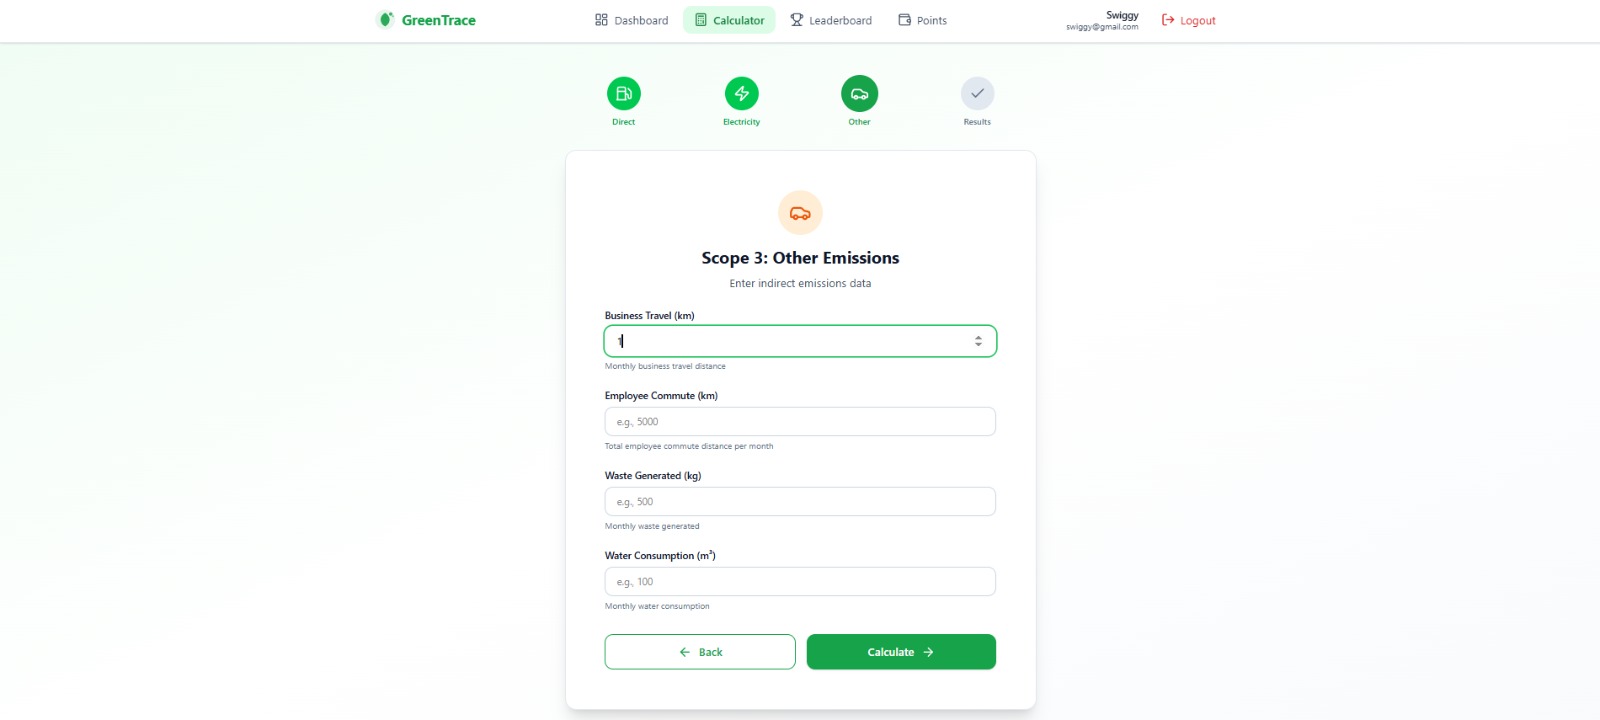 GreenTrace
Dashboard
Calculator
Leaderboard
Points
Swiggy
swiggy@gmail.com
Logout
Direct
Electricity
Other
Results
Scope 3: Other Emissions
Enter indirect emissions data
Business Travel (km)
1
Monthly business travel distance
Employee Commute (km)
e.g., 5000
Total employee commute distance per month
Waste Generated (kg)
e.g., 500
Monthly waste generated
Water Consumption (m³)
e.g., 100
Monthly water consumption
Back
Calculate